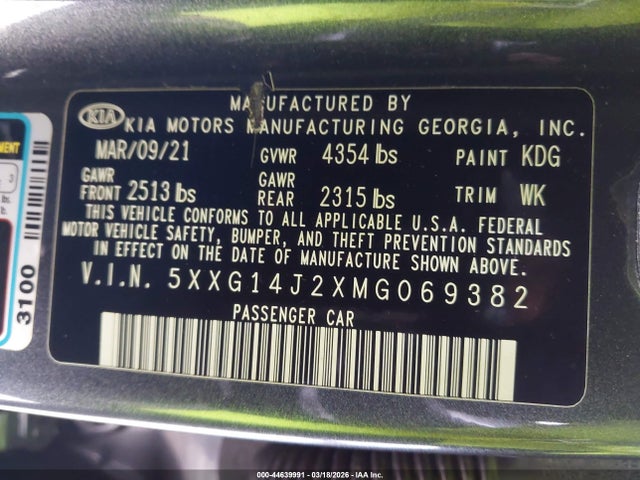 MANUFACTURED BY
KIA KIA MOTORS MANUFACTURING GEORGIA, INC.
MAR/09/21 GVWR 4354 lbs PAINT KDG
GAWR FRONT 2513 lbs GAWR REAR 2315 lbs TRIM WK
THIS VEHICLE CONFORMS TO ALL APPLICABLE U.S.A. FEDERAL
MOTOR VEHICLE SAFETY, BUMPER, AND THEFT PREVENTION STANDARDS
IN EFFECT ON THE DATE OF MANUFACTURE SHOWN ABOVE.
V.I.N. 5XXG14J2XMG069382
PASSENGER CAR
3100
000-44639991 — 03/18/2026 — IAA Inc.